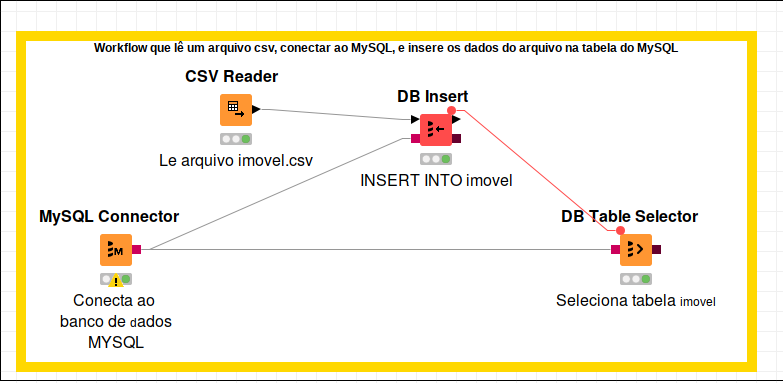 Workflow que lê um arquivo csv, conectar ao MySQL, e insere os dados do arquivo na tabela do MySQL
CSV Reader
Le arquivo imovel.csv
DB Insert
INSERT INTO imovel
MySQL Connector
M
Conecta ao
banco de dados
MYSQL
DB Table Selector
Seleciona tabela imovel